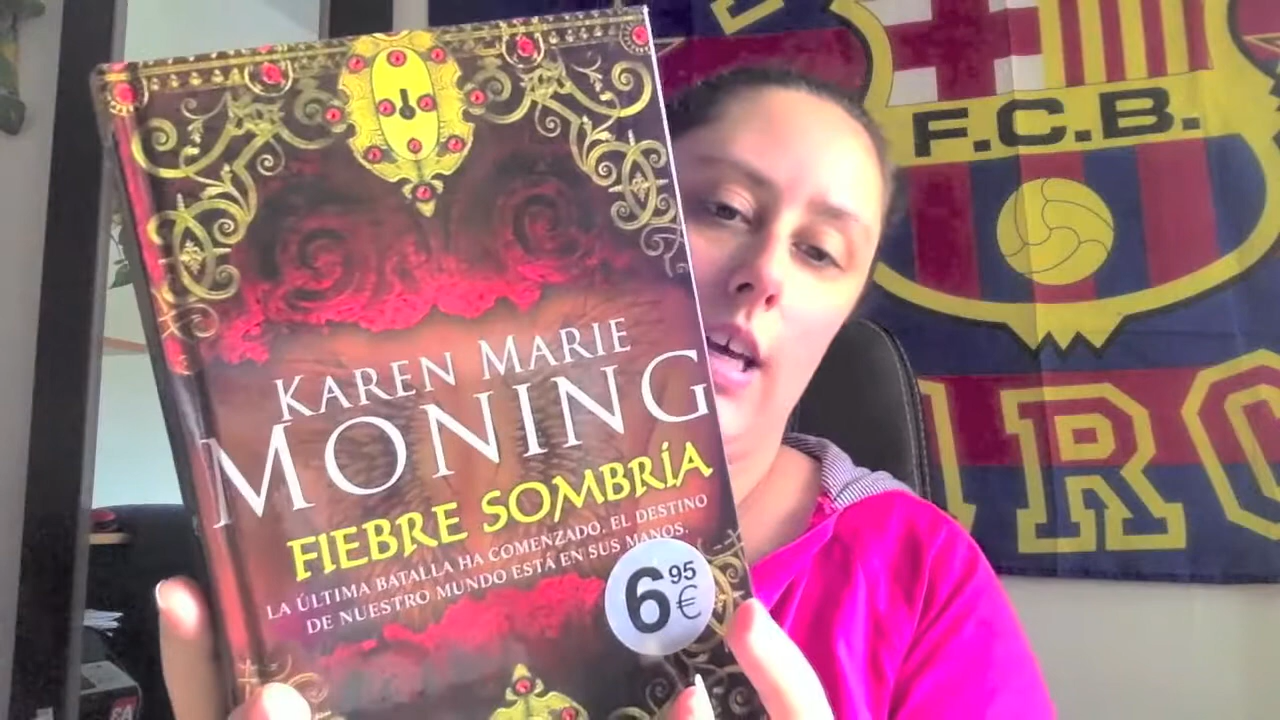 KAREN MARIE
MONING
FIEBRE SOMBRÍA
LA ÚLTIMA BATALLA HA COMENZADO. EL DESTINO
DE NUESTRO MUNDO ESTÁ EN SUS MANOS.
6,95 €
F.C.B.